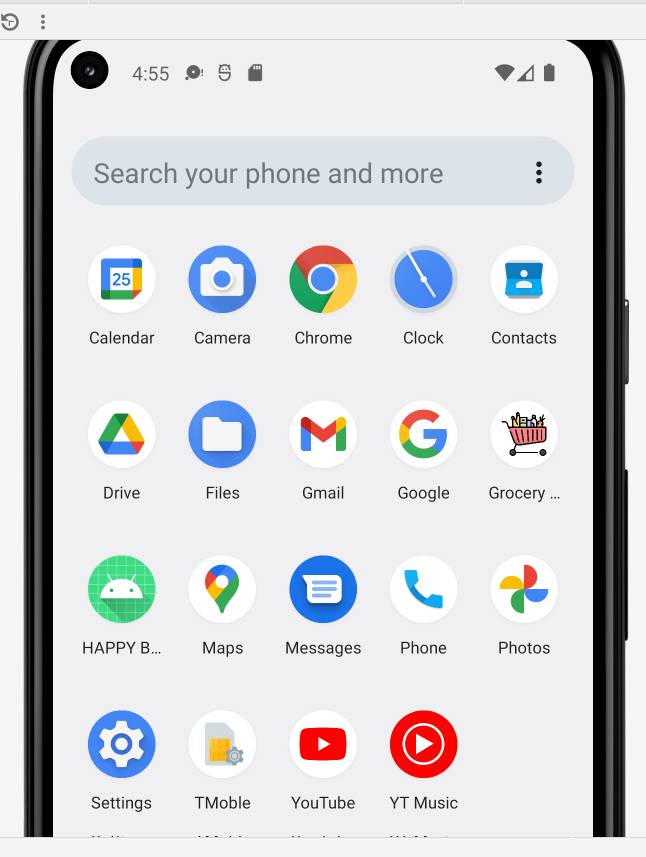 4:55
Search your phone and more
25
Calendar Camera Chrome Clock Contacts
Drive Files Gmail Google Grocery ...
HAPPY B... Maps Messages Phone Photos
Settings TMoble YouTube YT Music